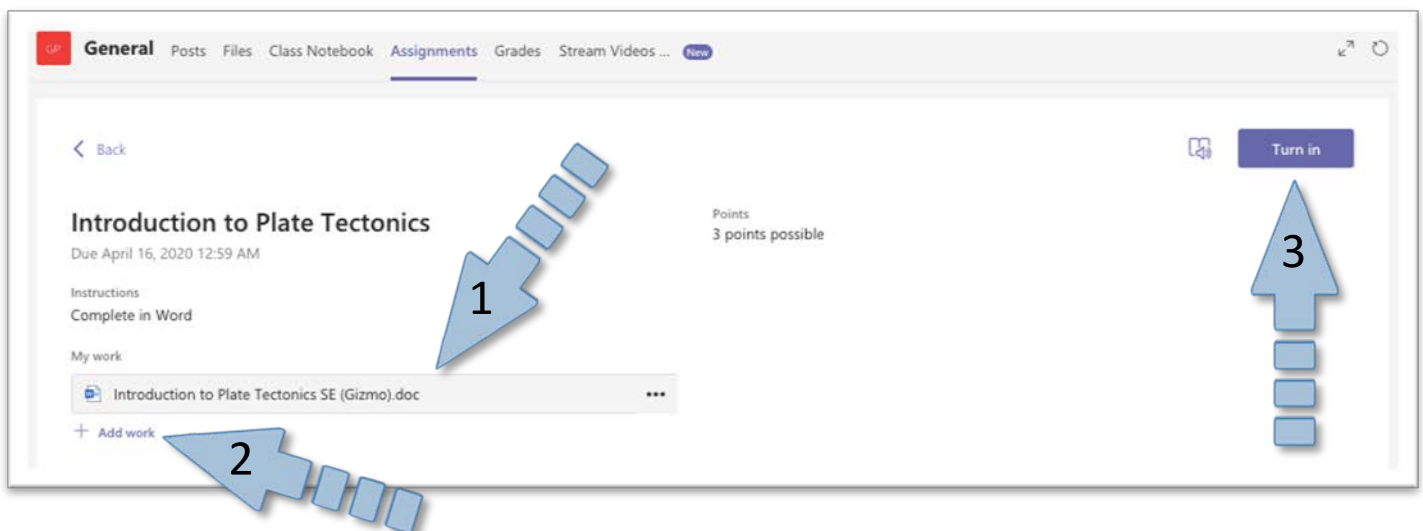 GP General Posts Files Class Notebook Assignments Grades Stream Videos ... New
Back
Turn in
Introduction to Plate Tectonics
Due April 16, 2020 12:59 AM
Points
3 points possible
3
1
Instructions
Complete in Word
My work
Introduction to Plate Tectonics SE (Gizmo).doc •••
+ Add work
2